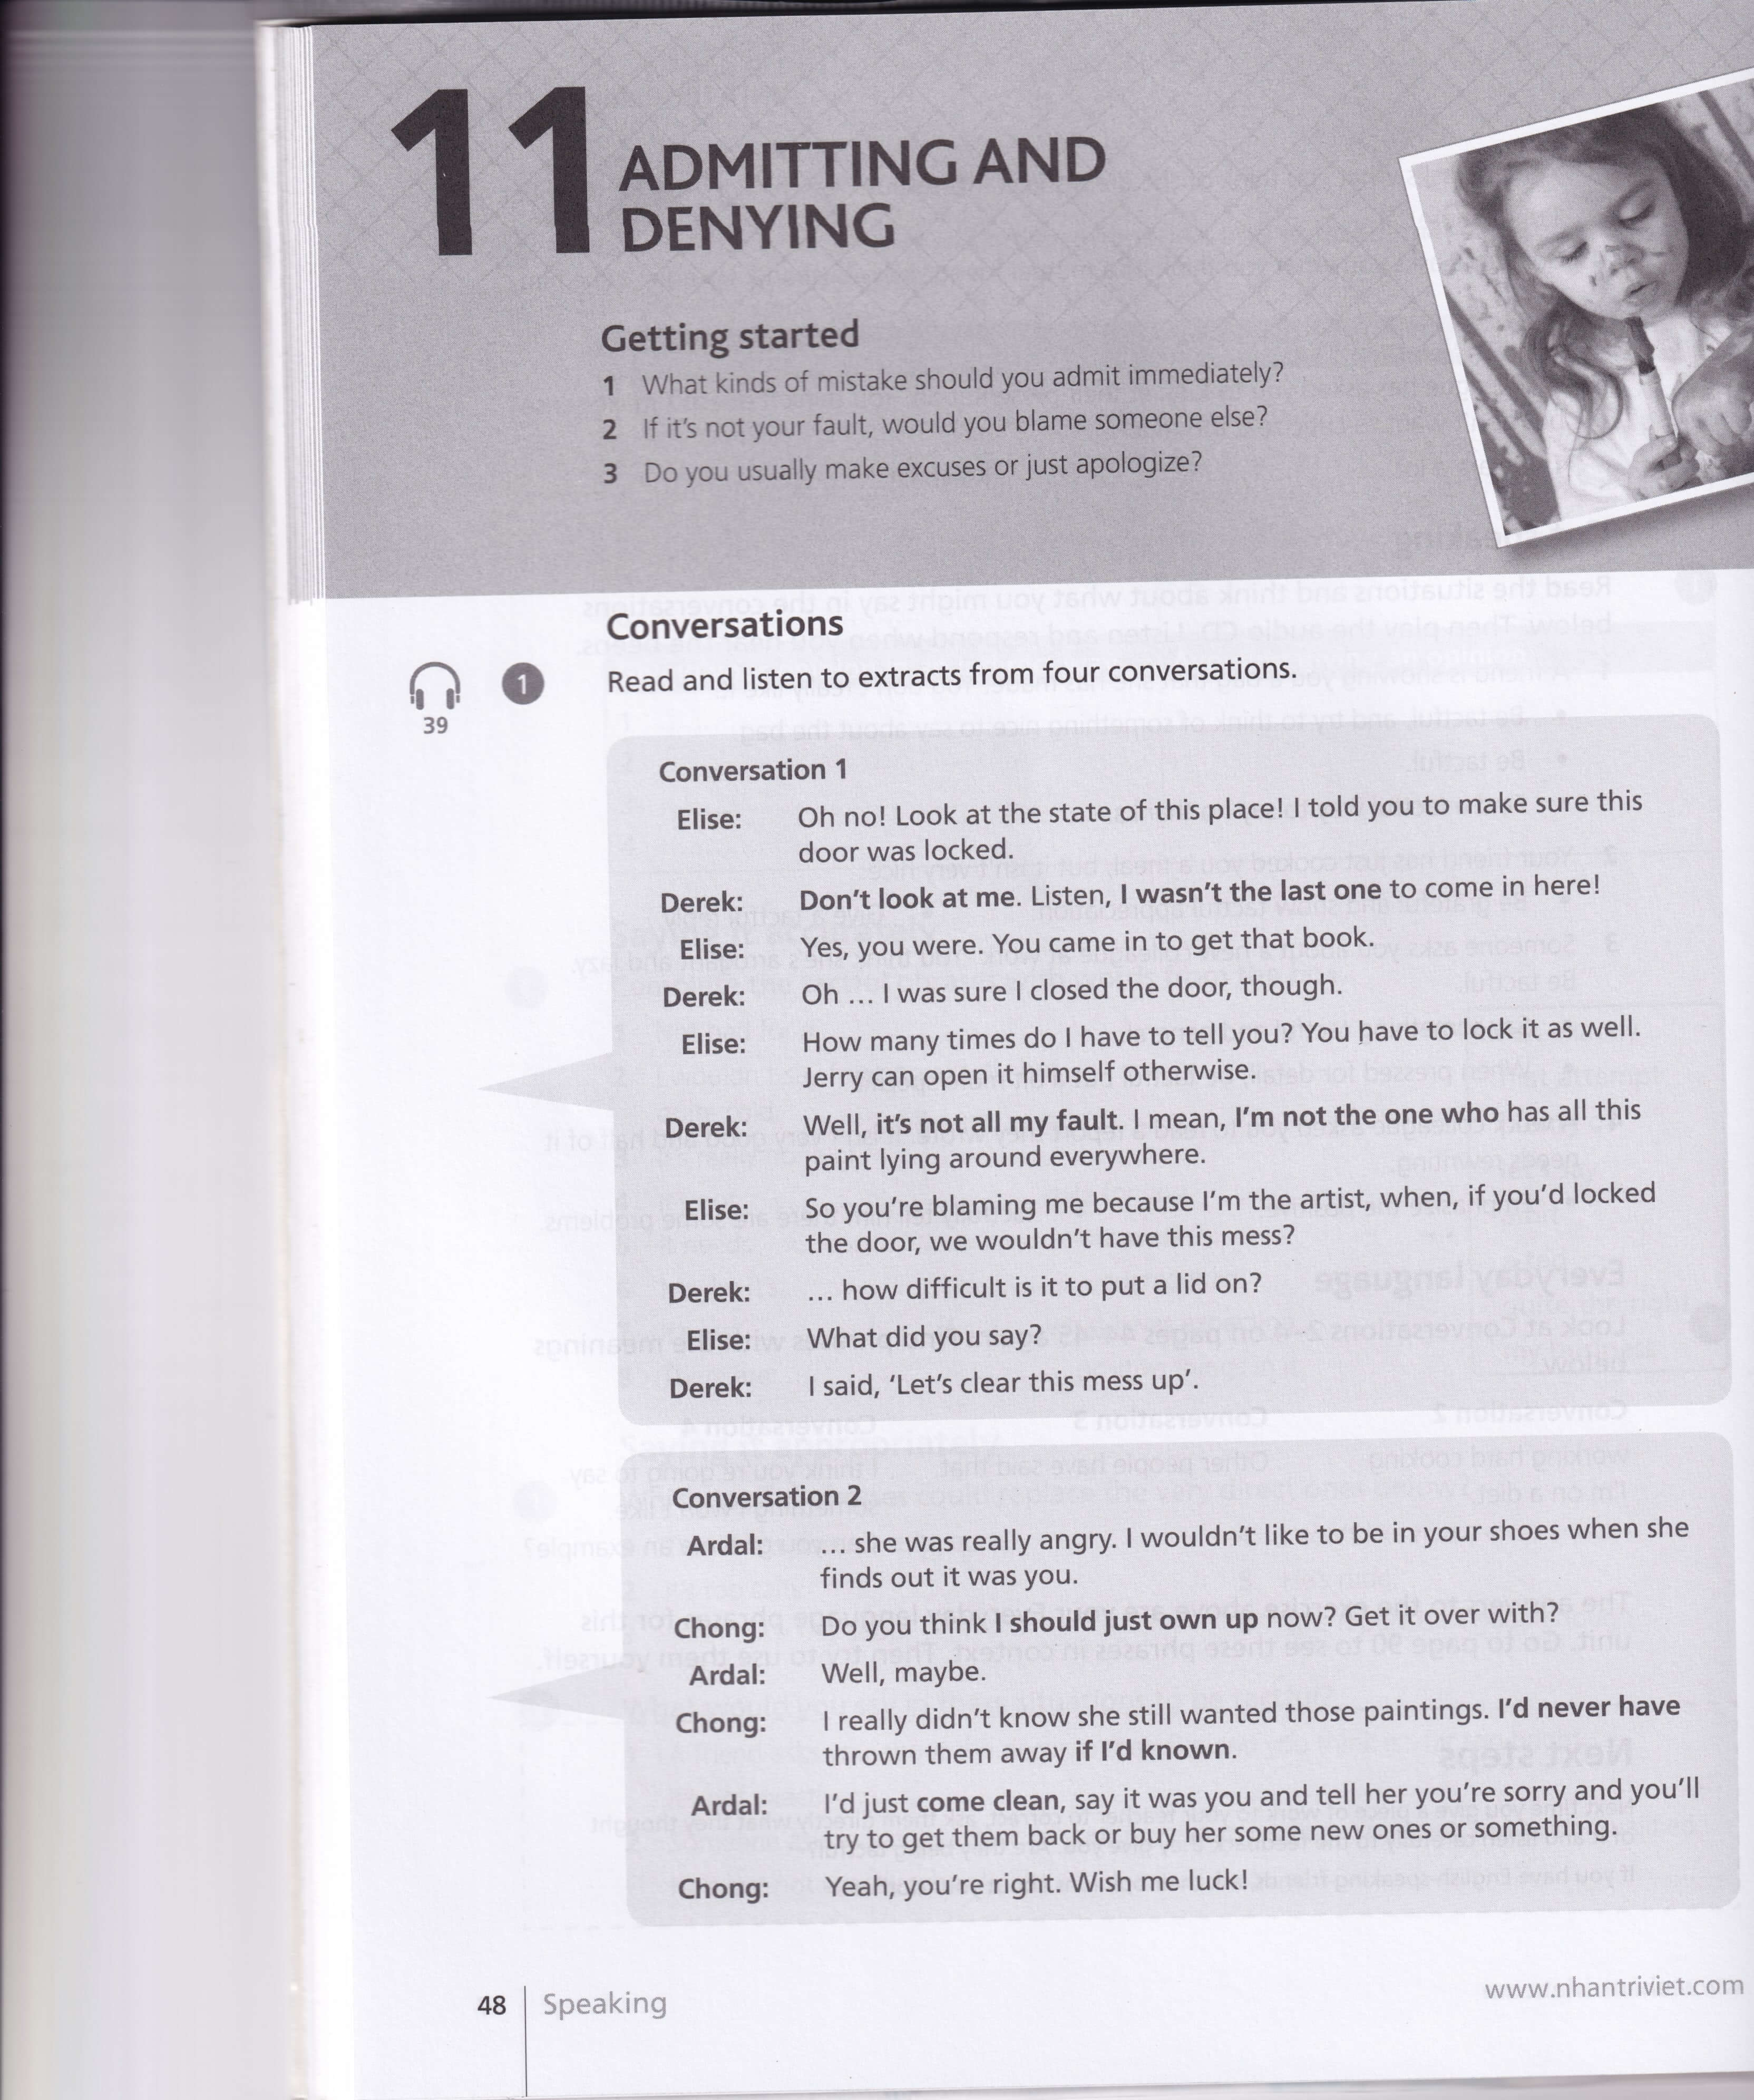 11
ADMITTING AND
DENYING
Getting started
1 What kinds of mistake should you admit immediately?
2 If it's not your fault, would you blame someone else?
3 Do you usually make excuses or just apologize?
Conversations
39
1 Read and listen to extracts from four conversations.
Conversation 1
Elise: Oh no! Look at the state of this place! I told you to make sure this
door was locked.
Derek: Don't look at me. Listen, I wasn't the last one to come in here!
Elise: Yes, you were. You came in to get that book.
Derek: Oh … I was sure I closed the door, though.
Elise: How many times do I have to tell you? You have to lock it as well.
Jerry can open it himself otherwise.
Derek: Well, it's not all my fault. I mean, I'm not the one who has all this
paint lying around everywhere.
Elise: So you're blaming me because I'm the artist, when, if you'd locked
the door, we wouldn't have this mess?
Derek: … how difficult is it to put a lid on?
Elise: What did you say?
Derek: I said, ‘Let's clear this mess up’.
Conversation 2
Ardal: … she was really angry. I wouldn't like to be in your shoes when she
finds out it was you.
Chong: Do you think I should just own up now? Get it over with?
Ardal: Well, maybe.
Chong: I really didn't know she still wanted those paintings. I'd never have
thrown them away if I'd known.
Ardal: I'd just come clean, say it was you and tell her you're sorry and you'll
try to get them back or buy her some new ones or something.
Chong: Yeah, you're right. Wish me luck!
48 Speaking
www.nhantriviet.com